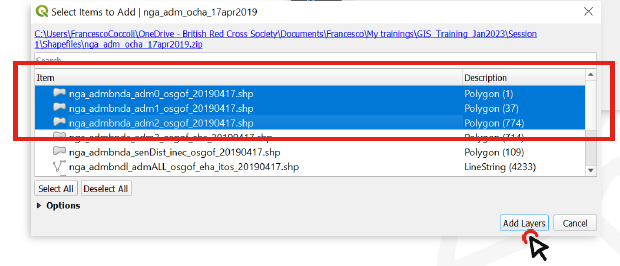 Select Items to Add | nga_adm_ocha_17apr2019
C:\Users\FrancescoCoccoli\OneDrive - British Red Cross Society\Documents\Francesco\My trainings\GIS_Training_Jan2023\Session
1\Shapefiles\nga_adm_ocha_17apr2019.zip
Search...
Item Description
nga_admbnda_adm0_osgof_20190417.shp Polygon (1)
nga_admbnda_adm1_osgof_20190417.shp Polygon (37)
nga_admbnda_adm2_osgof_20190417.shp Polygon (774)
nga_admbnda_adm3_osgof_eha_20190417.shp Polygon (714)
nga_admbnda_senDist_inec_osgof_20190417.shp Polygon (109)
nga_admbndl_admALL_osgof_eha_itos_20190417.shp LineString (4233)
Select All Deselect All
Options
Add Layers Cancel